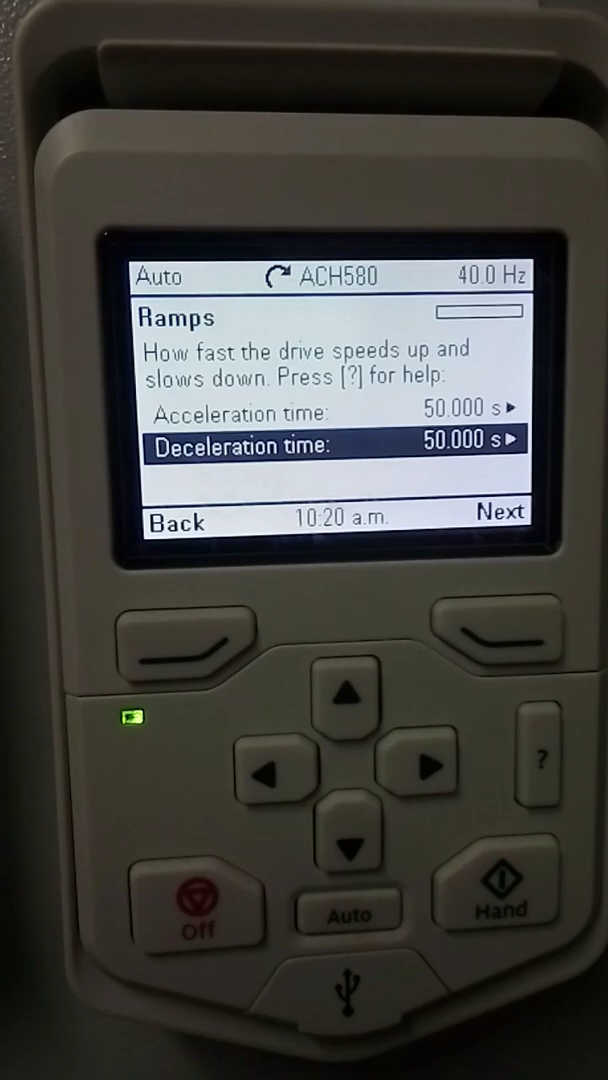 Auto ACH580 40.0 Hz
Ramps
How fast the drive speeds up and
slows down. Press [?] for help:
Acceleration time: 50.000 s
Deceleration time: 50.000 s
Back 10:20 a.m. Next
?
Off Auto Hand